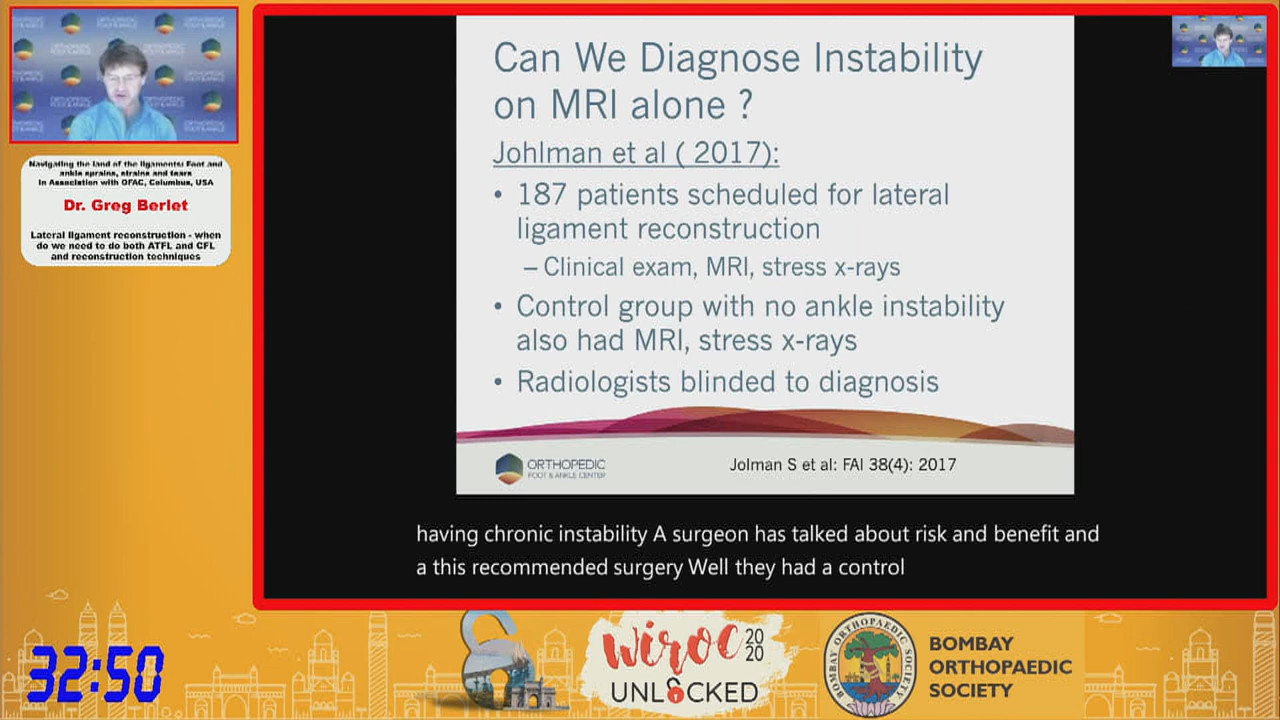 Navigating the land of the ligaments: Foot and
ankle sprains, strains and tears
In Association with OFAC, Columbus, USA
Dr. Greg Berlet
Lateral ligament reconstruction - when
do we need to do both ATFL and CFL
and reconstruction techniques
Can We Diagnose Instability
on MRI alone ?
Johlman et al ( 2017):
• 187 patients scheduled for lateral
ligament reconstruction
– Clinical exam, MRI, stress x-rays
• Control group with no ankle instability
also had MRI, stress x-rays
• Radiologists blinded to diagnosis
ORTHOPEDIC
FOOT & ANKLE CENTER
Jolman S et al: FAI 38(4): 2017
having chronic instability A surgeon has talked about risk and benefit and
a this recommended surgery Well they had a control
32:50
WIROC 20
20
UNLOCKED
BOMBAY ORTHOPAEDIC SOCIETY
BOMBAY
ORTHOPAEDIC
SOCIETY